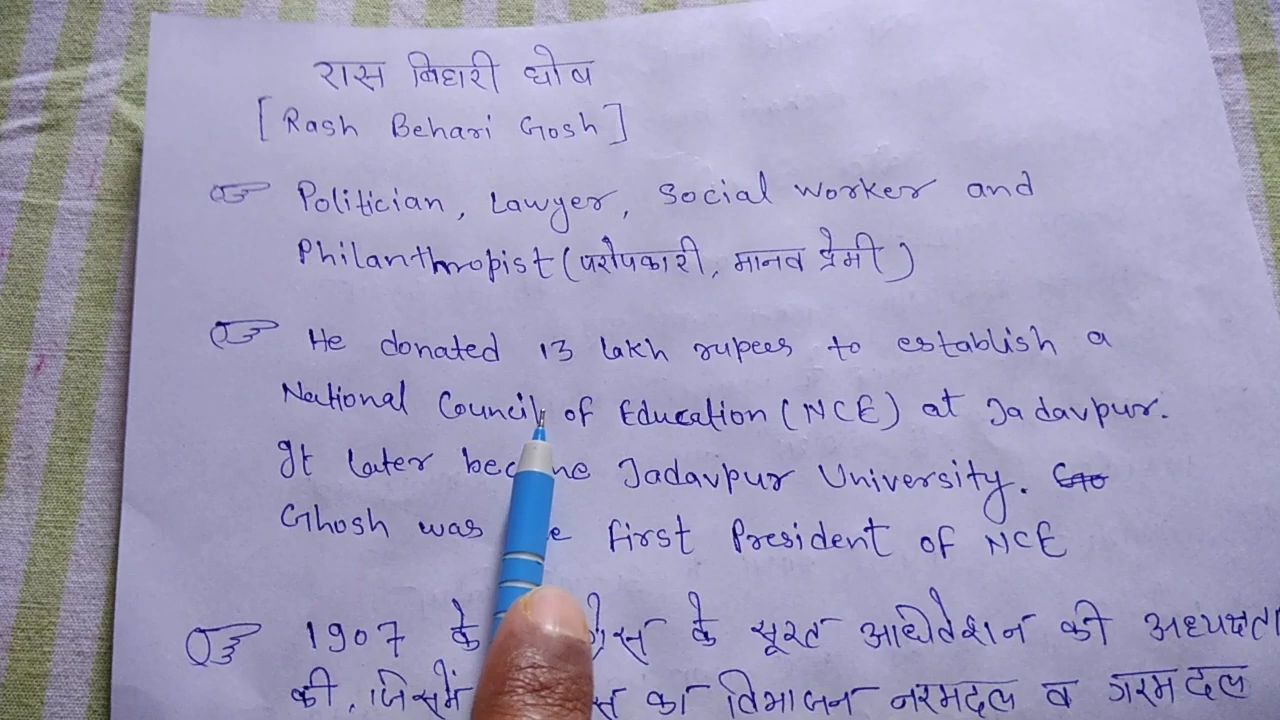 रास बिहारी घोष
[Rash Behari Gosh]
☞ Politician, Lawyer, Social worker and
Philanthropist (परोपकारी, मानव प्रेमी)
☞ He donated 13 lakh rupees to establish a
National Council of Education (NCE) at Jadavpur.
It later bec me Jadavpur University.
Ghosh was e first President of NCE
☞ 1907 के सूरत अधिवेशन की अध्यक्षता
की, जिसमें का विभाजन नरमदल व गरमदल